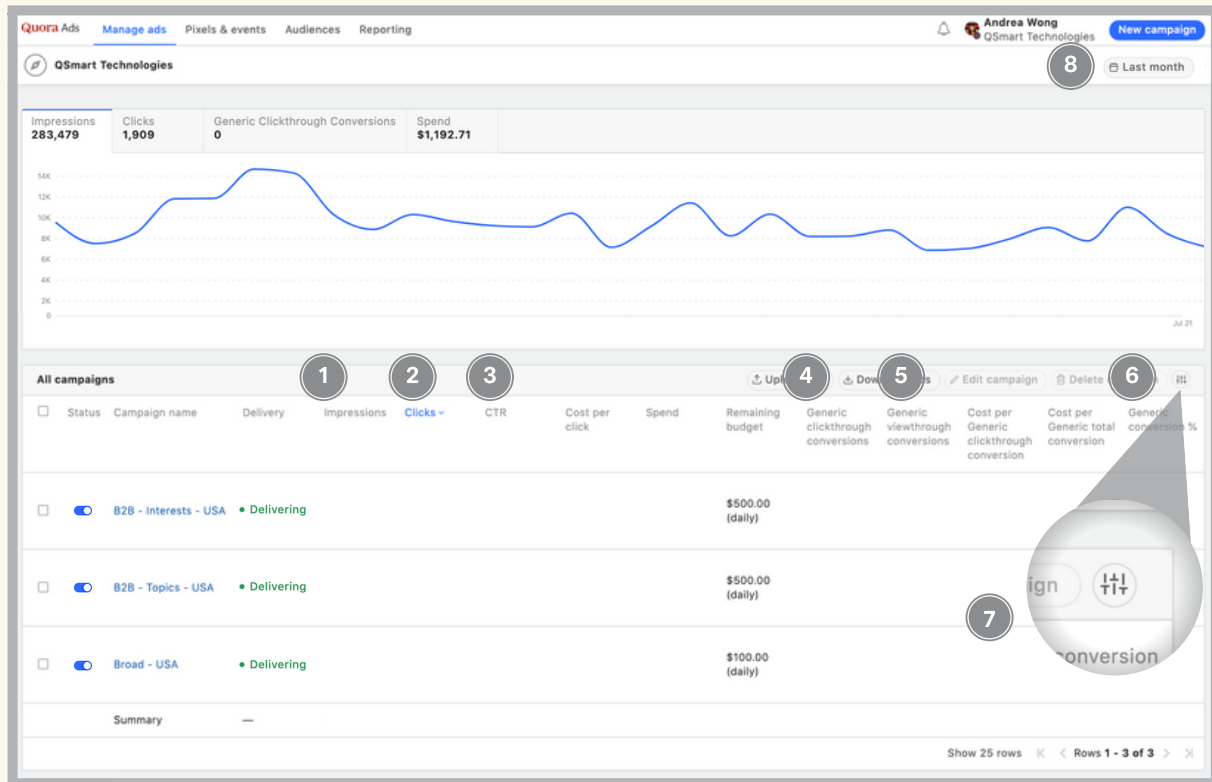 Quora Ads Manage ads Pixels & events Audiences Reporting
Andrea Wong
QSmart Technologies
New campaign
QSmart Technologies
8
Last month
Impressions Clicks Generic Clickthrough Conversions Spend
283,479 1,909 0 $1,192.71
14K
12K
10K
8K
6K
4K
2K
0
Jul 21
All campaigns
1 2 3 4 5 6
Edit campaign Delete
Status Campaign name Delivery Impressions Clicks CTR
Cost per
click
Spend
Remaining
budget
Generic
clickthrough
conversions
Generic
viewthrough
conversions
Cost per
Generic
clickthrough
conversion
Cost per
Generic total
conversion
Generic
conversion %
B2B - Interests - USA • Delivering
$500.00
(daily)
B2B - Topics - USA • Delivering
$500.00
(daily)
ign
7
conversion
Broad - USA • Delivering
$100.00
(daily)
Summary —
Show 25 rows Rows 1 - 3 of 3